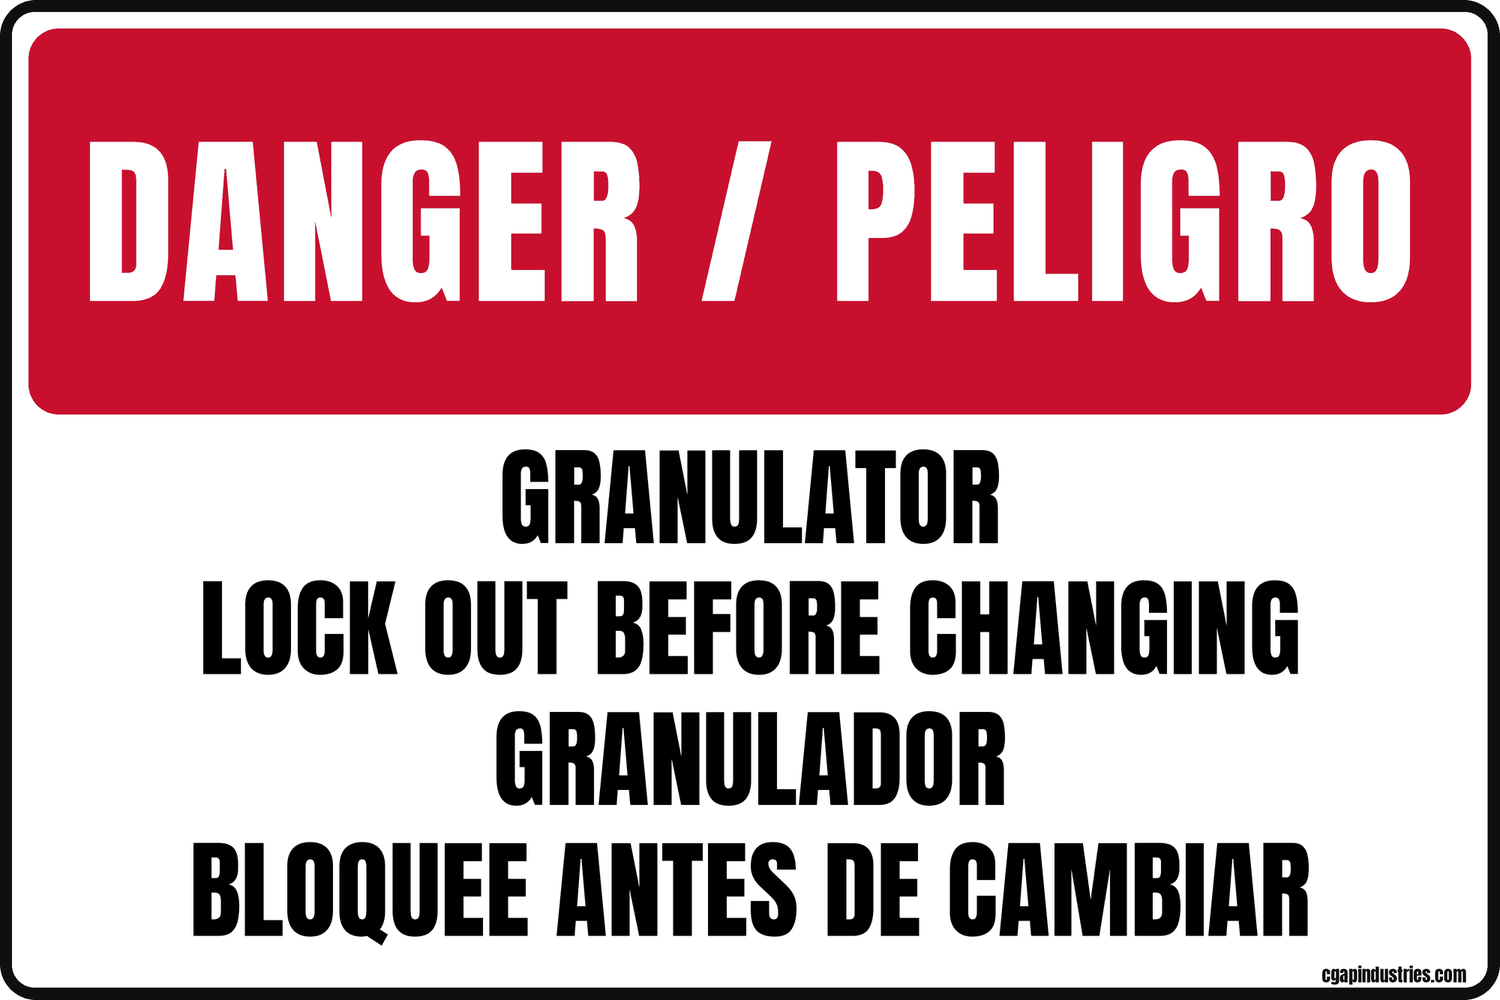 DANGER / PELIGRO
GRANULATOR
LOCK OUT BEFORE CHANGING
GRANULADOR
BLOQUEE ANTES DE CAMBIAR
cgapindustries.com